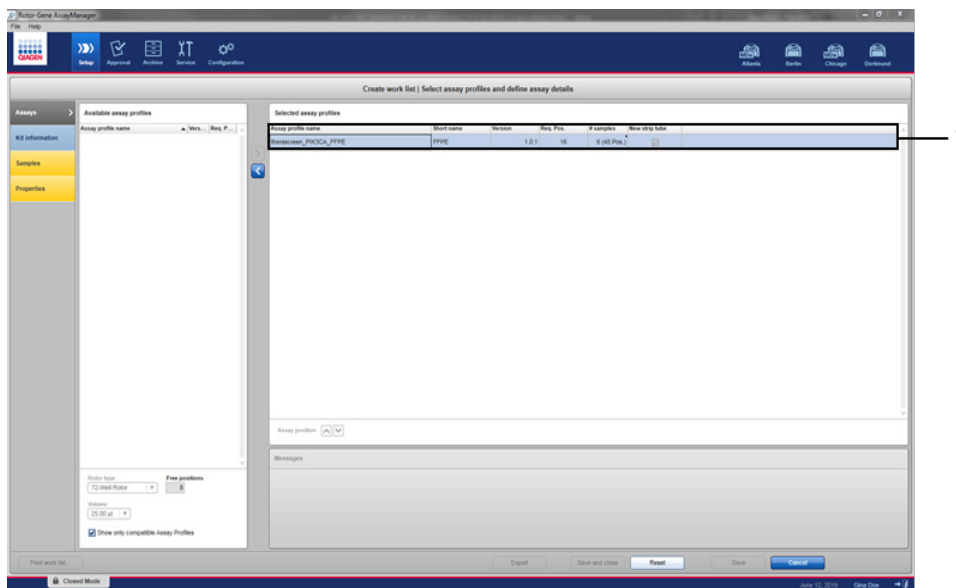 Rotor-Gene AssayManager
File Help
QIAGEN
Setup Approval Archive Service Configuration
Atlanta Berlin Chicago Dortmund
Create work list | Select assay profiles and define assay details
Assays
Kit information
Samples
Properties
Available assay profiles
Assay profile name Vers... Req. P...
Selected assay profiles
Assay profile name Short name Version Req. Pos. # samples New strip tube
therascreen_PIK3CA_FFPE FFPE 1.0.1 16 6 (48 Pos.)
Assay position
Messages
Rotor type Free positions
72-Well Rotor 8
Volume
25.00 µl
Show only compatible Assay Profiles
Print work list... Export Save and close Reset Save Cancel
Closed Mode June 12, 2019 Gina Doe